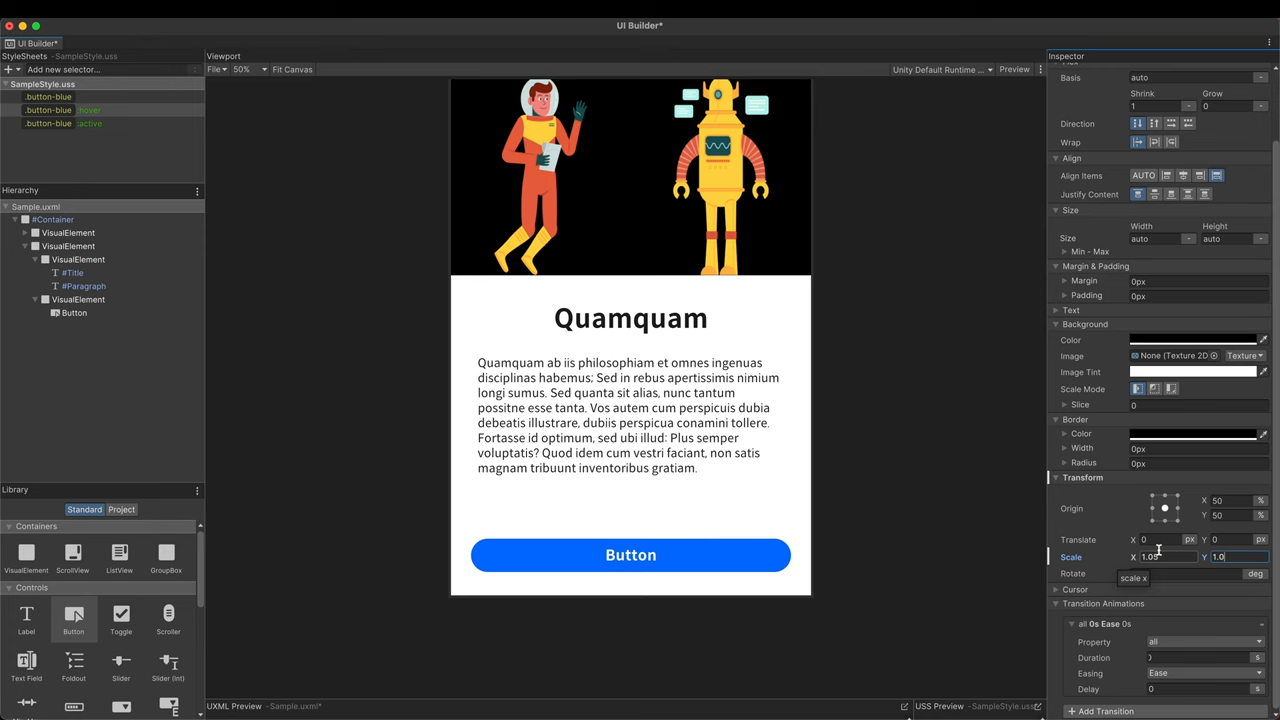 UI Builder*
UI Builder*
StyleSheets - SampleStyle.uss
Viewport
Inspector
+ Add new selector...
File 50% Fit Canvas
Unity Default Runtime ... Preview
SampleStyle.uss
.button-blue
.button-blue :hover
.button-blue :active
Basis auto
Shrink Grow
1 0
Direction
Wrap
Align
Align Items AUTO
Justify Content
Size
Width Height
Size auto auto
Min - Max
Margin & Padding
Margin 0px
Padding 0px
Text
Background
Color
Image None (Texture 2D Texture
Image Tint
Scale Mode
Slice 0
Border
Color
Width 0px
Radius 0px
Transform
Origin
X 50 %
Y 50 %
Translate X 0 px Y 0 px
Scale X 1.05 Y 1.0
Rotate deg
scale x
Cursor
Transition Animations
all 0s Ease 0s
Property all
Duration s
Easing Ease
Delay 0 s
+ Add Transition
Hierarchy
Sample.uxml
#Container
VisualElement
VisualElement
VisualElement
#Title
#Paragraph
VisualElement
Button
Quamquam
Quamquam ab iis philosophiam et omnes ingenuas
disciplinas habemus; Sed in rebus apertissimis nimium
longi sumus. Sed quanta sit alias, nunc tantum
possitne esse tanta. Vos autem cum perspicuis dubia
debeatis illustrare, dubiis perspicua conamini tollere.
Fortasse id optimum, sed ubi illud: Plus semper
voluptatis? Quod idem cum vestri faciant, non satis
magnam tribuunt inventoribus gratiam.
Button
Library
Standard Project
Containers
VisualElement ScrollView ListView GroupBox
Controls
Label Button Toggle Scroller
Text Field Foldout Slider Slider (Int)
UXML Preview - Sample.uxml*
USS Preview - SampleStyle.uss